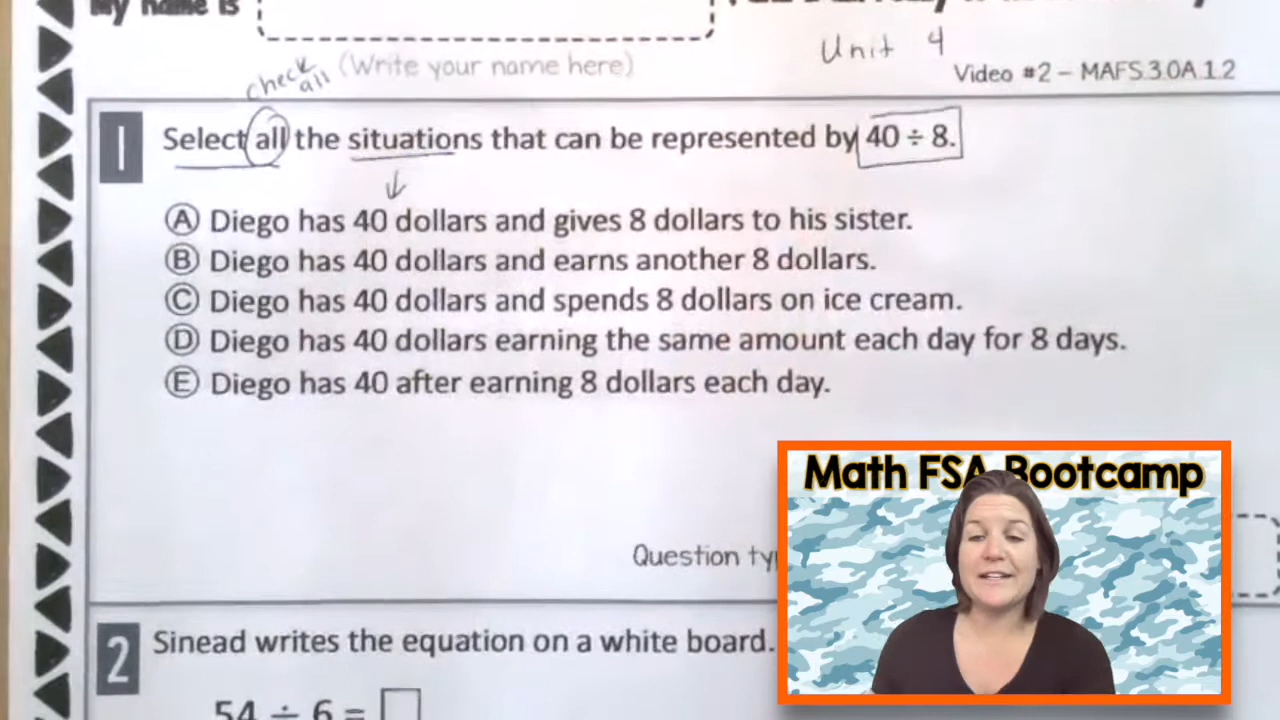 My name is
Unit 4
check all
(Write your name here)
Video #2 – MAFS.3.OA.1.2
1 Select all the situations that can be represented by 40 ÷ 8.
A Diego has 40 dollars and gives 8 dollars to his sister.
B Diego has 40 dollars and earns another 8 dollars.
C Diego has 40 dollars and spends 8 dollars on ice cream.
D Diego has 40 dollars earning the same amount each day for 8 days.
E Diego has 40 after earning 8 dollars each day.
Math FSA Bootcamp
Question
2 Sinead writes the equation on a white board.
54 ÷ 6 =